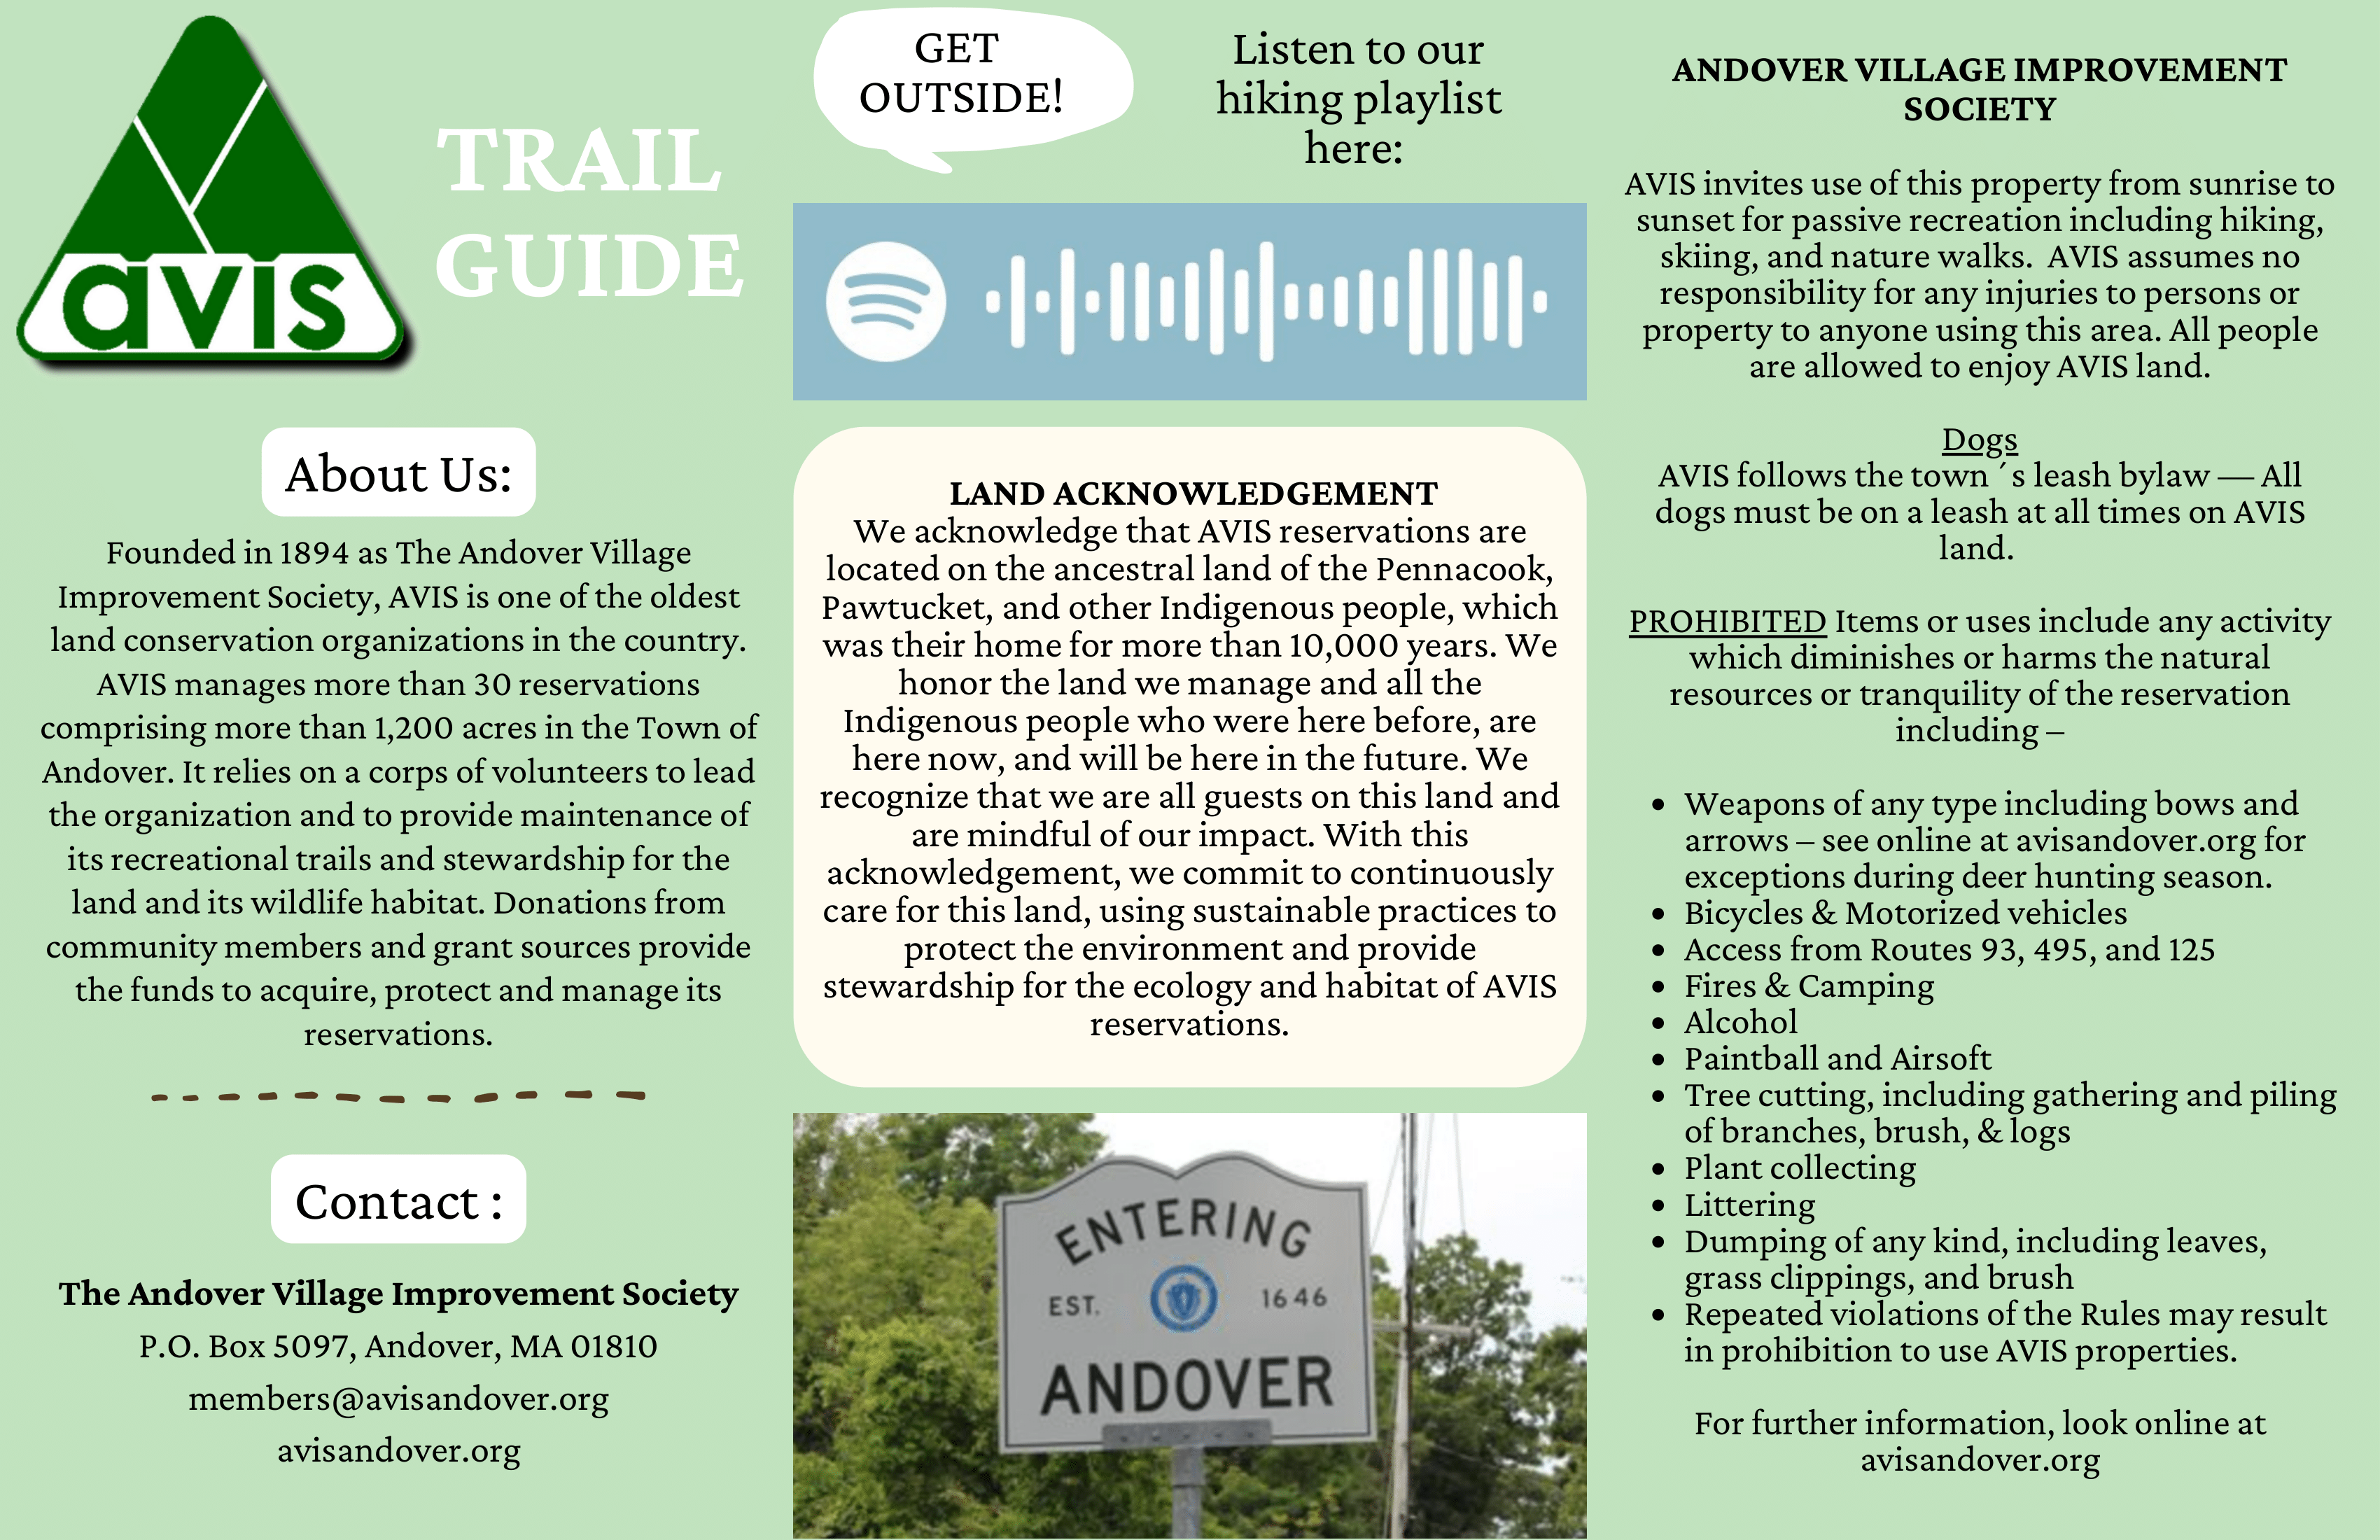 avis
TRAIL
GUIDE
About Us:
Founded in 1894 as The Andover Village
Improvement Society, AVIS is one of the oldest
land conservation organizations in the country.
AVIS manages more than 30 reservations
comprising more than 1,200 acres in the Town of
Andover. It relies on a corps of volunteers to lead
the organization and to provide maintenance of
its recreational trails and stewardship for the
land and its wildlife habitat. Donations from
community members and grant sources provide
the funds to acquire, protect and manage its
reservations.
Contact :
The Andover Village Improvement Society
P.O. Box 5097, Andover, MA 01810
members@avisandover.org
avisandover.org
GET
OUTSIDE!
Listen to our
hiking playlist
here:
LAND ACKNOWLEDGEMENT
We acknowledge that AVIS reservations are
located on the ancestral land of the Pennacook,
Pawtucket, and other Indigenous people, which
was their home for more than 10,000 years. We
honor the land we manage and all the
Indigenous people who were here before, are
here now, and will be here in the future. We
recognize that we are all guests on this land and
are mindful of our impact. With this
acknowledgement, we commit to continuously
care for this land, using sustainable practices to
protect the environment and provide
stewardship for the ecology and habitat of AVIS
reservations.
ENTERING
EST. 1646
ANDOVER
ANDOVER VILLAGE IMPROVEMENT
SOCIETY
AVIS invites use of this property from sunrise to
sunset for passive recreation including hiking,
skiing, and nature walks.  AVIS assumes no
responsibility for any injuries to persons or
property to anyone using this area. All people
are allowed to enjoy AVIS land.
Dogs
AVIS follows the town ´s leash bylaw — All
dogs must be on a leash at all times on AVIS
land.
PROHIBITED Items or uses include any activity
which diminishes or harms the natural
resources or tranquility of the reservation
including –
• Weapons of any type including bows and
arrows – see online at avisandover.org for
exceptions during deer hunting season.
• Bicycles & Motorized vehicles
• Access from Routes 93, 495, and 125
• Fires & Camping
• Alcohol
• Paintball and Airsoft
• Tree cutting, including gathering and piling
of branches, brush, & logs
• Plant collecting
• Littering
• Dumping of any kind, including leaves,
grass clippings, and brush
• Repeated violations of the Rules may result
in prohibition to use AVIS properties.
For further information, look online at
avisandover.org